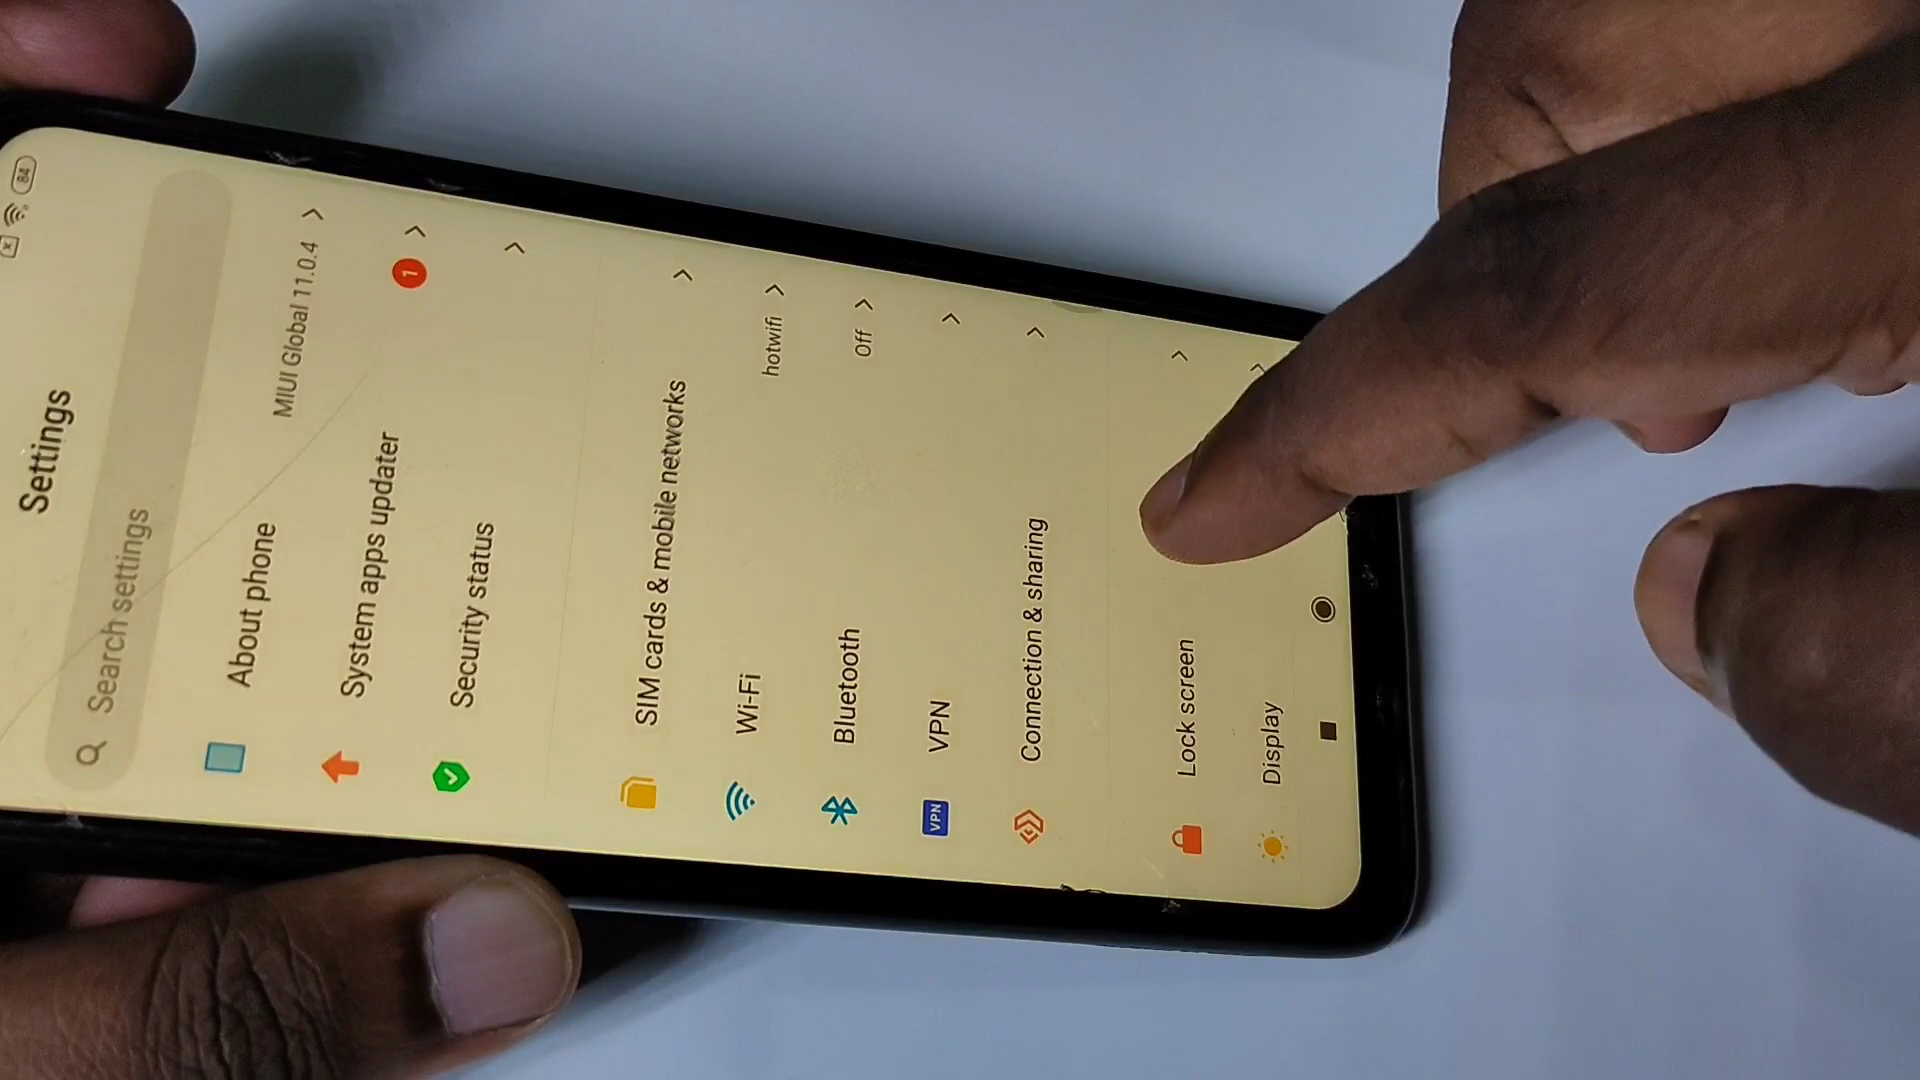 84
Settings
Search settings
About phone MIUI Global 11.0.4
System apps updater 1
Security status
SIM cards & mobile networks
Wi-Fi hotwifi
Bluetooth Off
VPN VPN
Connection & sharing
Lock screen
Display